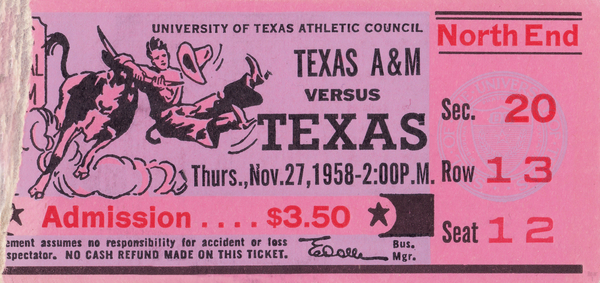 UNIVERSITY OF TEXAS ATHLETIC COUNCIL
TEXAS A&M
VERSUS
TEXAS
Thurs., Nov. 27, 1958-2:00P.M.
Admission .... $3.50
ement assumes no responsibility for accident or loss
spectator. NO CASH REFUND MADE ON THIS TICKET.
Bus.
Mgr.
North End
Sec. 20
Row 13
Seat 12